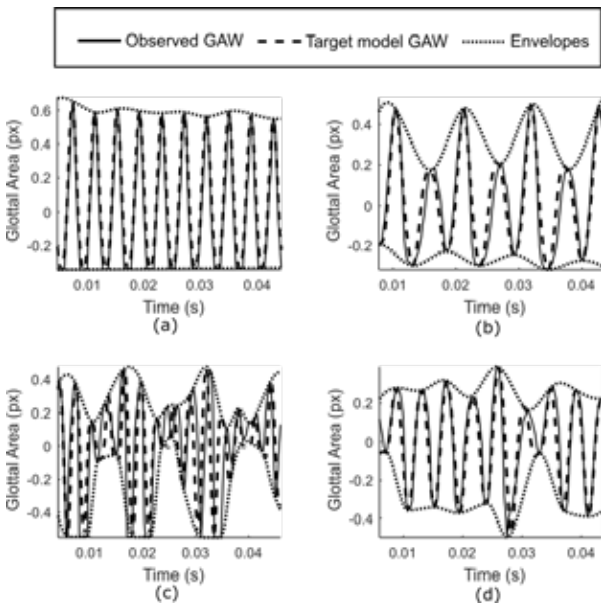 Observed GAW Target model GAW Envelopes
Glottal Area (px)
0.6
0.4
0.2
0
-0.2
0.01 0.02 0.03 0.04
Time (s)
(a)
Glottal Area (px)
0.4
0.2
0
-0.2
0.01 0.02 0.03 0.04
Time (s)
(b)
Glottal Area (px)
0.4
0.2
0
-0.2
-0.4
0.01 0.02 0.03 0.04
Time (s)
(c)
Glottal Area (px)
0.2
0
-0.2
-0.4
0.01 0.02 0.03 0.04
Time (s)
(d)